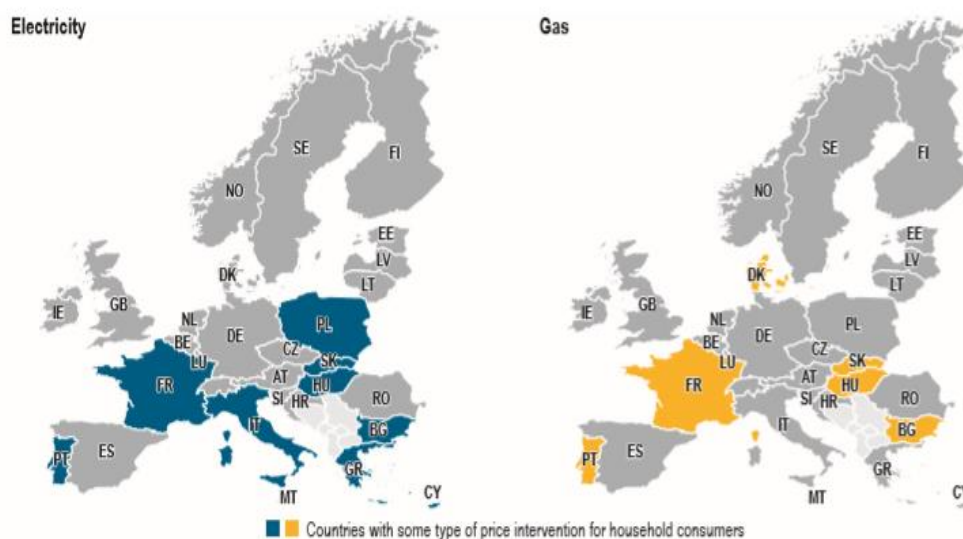 Electricity
SE
FI
NO
EE
LV
DK
LT
IE
GB
NL
PL
BE
DE
LU
CZ
SK
FR
AT
HU
SI
HR
RO
IT
BG
PT
ES
GR
MT
CY
Gas
SE
FI
NO
EE
LV
DK
LT
IE
GB
NL
PL
BE
DE
LU
CZ
SK
FR
AT
HU
SI
HR
RO
IT
BG
PT
ES
GR
MT
Countries with some type of price intervention for household consumers